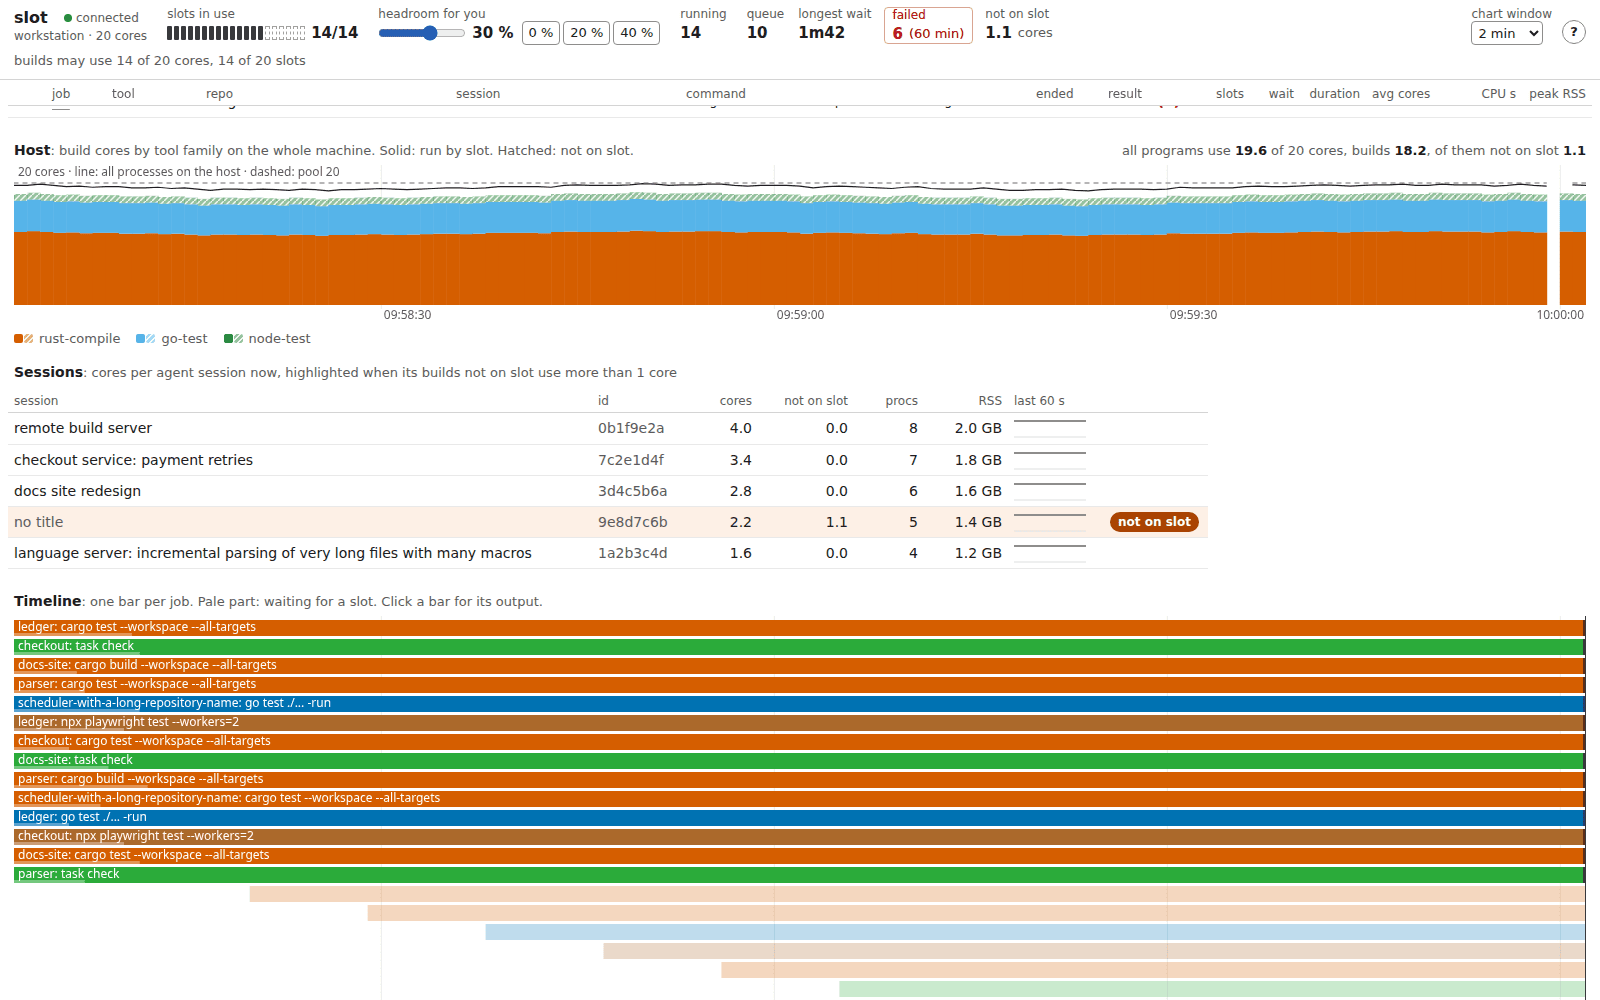 slot connected
workstation · 20 cores
slots in use
14/14
headroom for you
30 % 0 % 20 % 40 %
running
14
queue
10
longest wait
1m42
failed
6 (60 min)
not on slot
1.1 cores
chart window
2 min
?
builds may use 14 of 20 cores, 14 of 20 slots
job tool repo session command ended result slots wait duration avg cores CPU s peak RSS
Host: build cores by tool family on the whole machine. Solid: run by slot. Hatched: not on slot.
all programs use 19.6 of 20 cores, builds 18.2, of them not on slot 1.1
20 cores · line: all processes on the host · dashed: pool 20
09:58:30 09:59:00 09:59:30 10:00:00
rust-compile go-test node-test
Sessions: cores per agent session now, highlighted when its builds not on slot use more than 1 core
session id cores not on slot procs RSS last 60 s
remote build server 0b1f9e2a 4.0 0.0 8 2.0 GB
checkout service: payment retries 7c2e1d4f 3.4 0.0 7 1.8 GB
docs site redesign 3d4c5b6a 2.8 0.0 6 1.6 GB
no title 9e8d7c6b 2.2 1.1 5 1.4 GB not on slot
language server: incremental parsing of very long files with many macros 1a2b3c4d 1.6 0.0 4 1.2 GB
Timeline: one bar per job. Pale part: waiting for a slot. Click a bar for its output.
ledger: cargo test --workspace --all-targets
checkout: task check
docs-site: cargo build --workspace --all-targets
parser: cargo test --workspace --all-targets
scheduler-with-a-long-repository-name: go test ./... -run
ledger: npx playwright test --workers=2
checkout: cargo test --workspace --all-targets
docs-site: task check
parser: cargo build --workspace --all-targets
scheduler-with-a-long-repository-name: cargo test --workspace --all-targets
ledger: go test ./... -run
checkout: npx playwright test --workers=2
docs-site: cargo test --workspace --all-targets
parser: task check